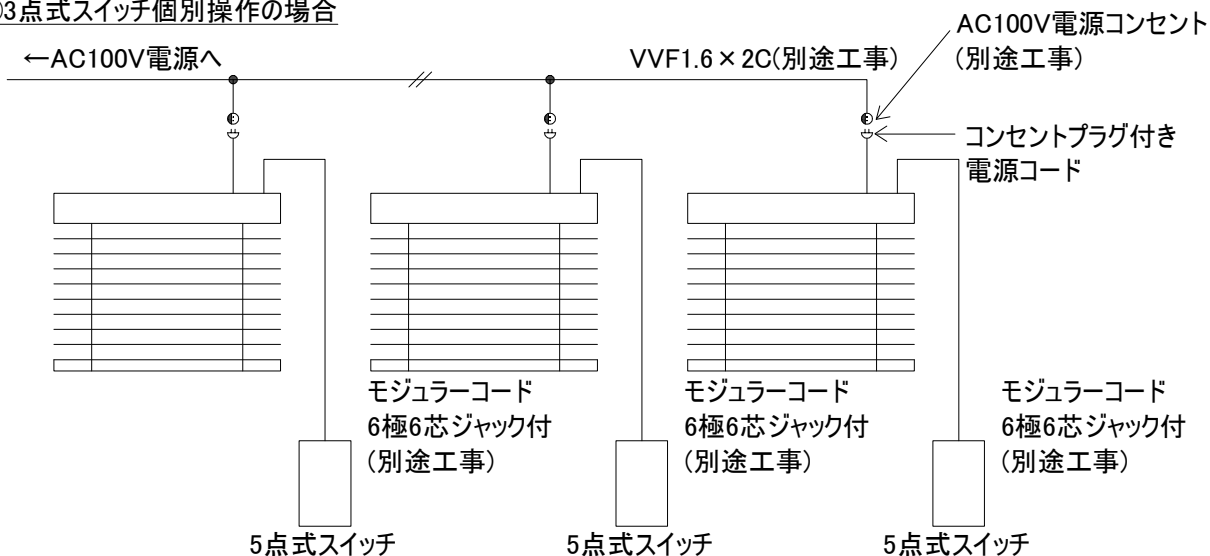 3点式スイッチ個別操作の場合
←AC100V電源へ
VVF1.6×2C(別途工事)
AC100V電源コンセント
(別途工事)
コンセントプラグ付き
電源コード
モジュラーコード
6極6芯ジャック付
(別途工事)
モジュラーコード
6極6芯ジャック付
(別途工事)
モジュラーコード
6極6芯ジャック付
(別途工事)
5点式スイッチ
5点式スイッチ
5点式スイッチ